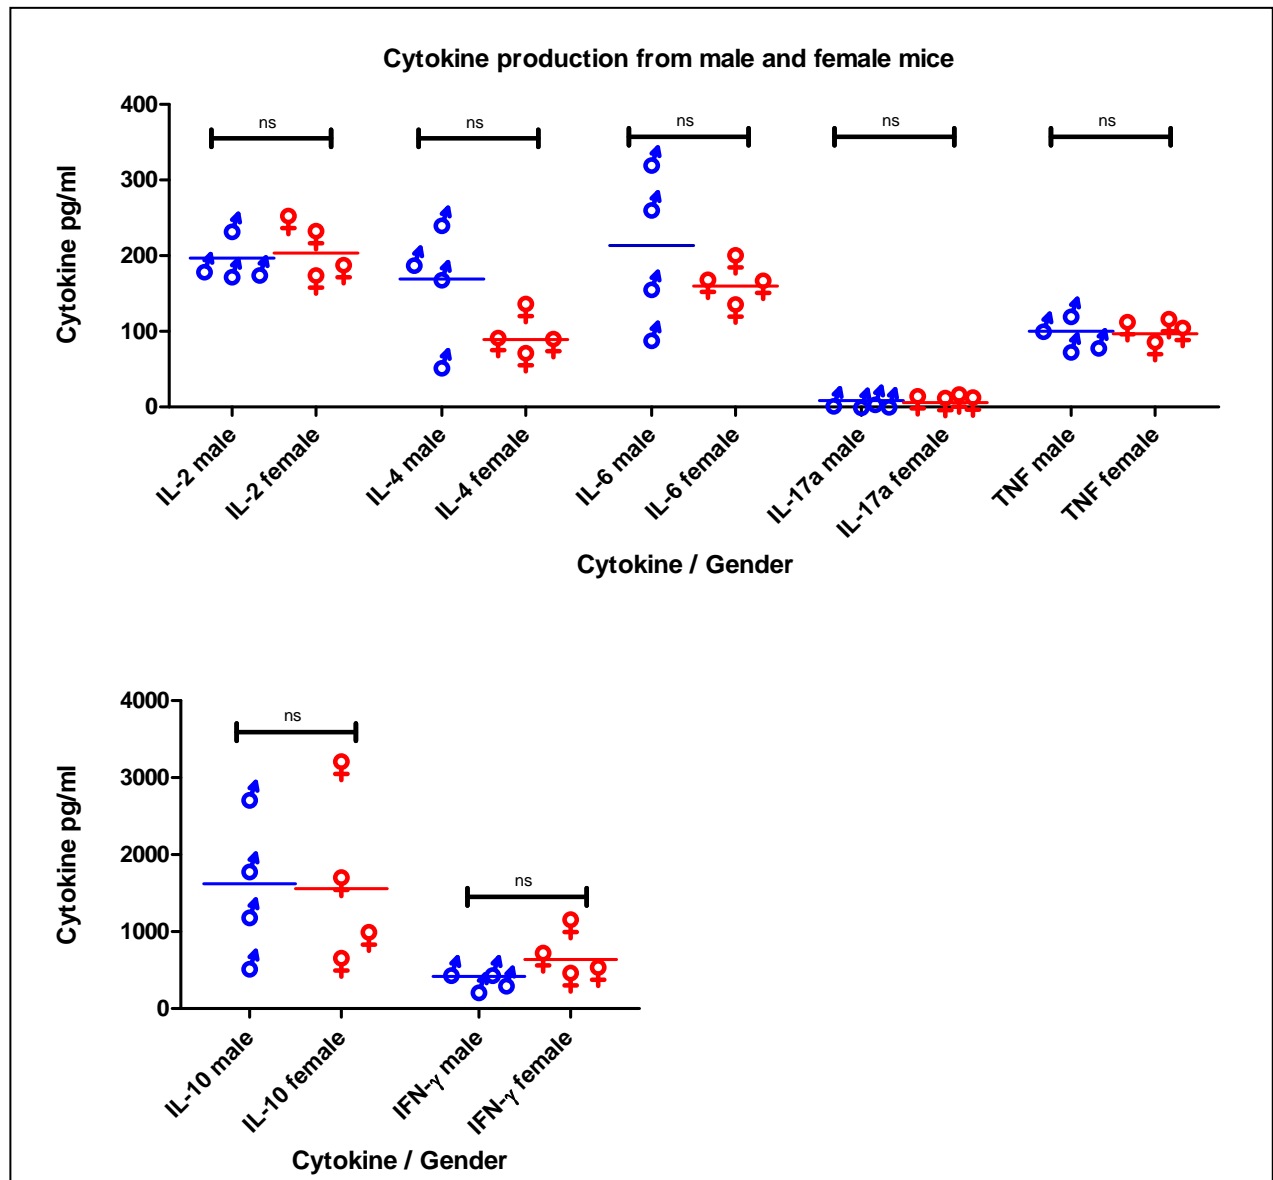 Cytokine production from male and female mice
Cytokine pg/ml
400
300
200
100
0
ns
ns
ns
ns
ns
IL-2 male
IL-2 female
IL-4 male
IL-4 female
IL-6 male
IL-6 female
IL-17a male
IL-17a female
TNF male
TNF female
Cytokine / Gender
Cytokine pg/ml
4000
3000
2000
1000
0
ns
ns
IL-10 male
IL-10 female
IFN-γ male
IFN-γ female
Cytokine / Gender